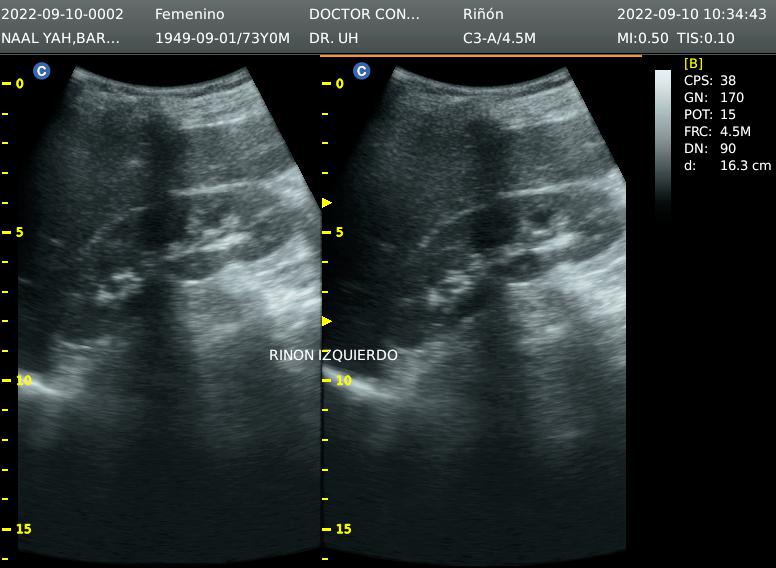 2022-09-10-0002 Femenino DOCTOR CON... Riñón 2022-09-10 10:34:43
NAAL YAH,BAR... 1949-09-01/73Y0M DR. UH C3-A/4.5M MI:0.50 TIS:0.10
C
C
0
5
10
15
0
5
10
15
RINON IZQUIERDO
[B]
CPS: 38
GN: 170
POT: 15
FRC: 4.5M
DN: 90
d: 16.3 cm